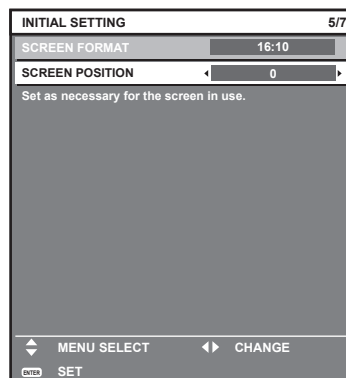 INITIAL SETTING 5/7
SCREEN FORMAT 16:10
SCREEN POSITION 0
Set as necessary for the screen in use.
MENU SELECT CHANGE
ENTER SET